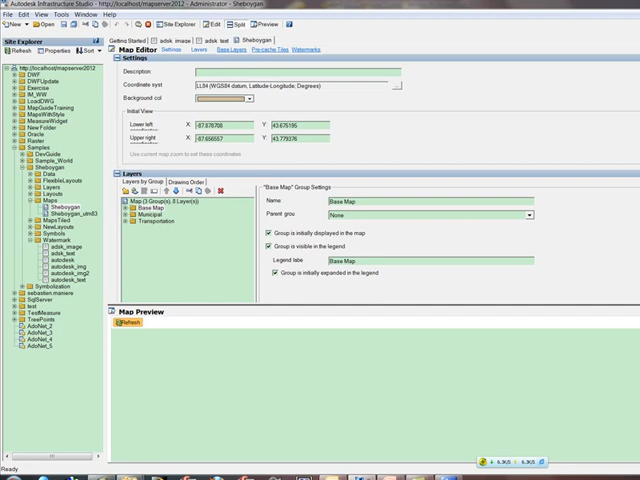 Autodesk Infrastructure Studio - http://localhost/mapserver2012 - Administrator - Sheboygan
File Edit View Window Help
New Open Site Explorer Edit Split Preview
Site Explorer
Refresh Properties Sort
http://localhost/mapserver2012
DWF
DWFUpdate
Exercise
IM_WW
LoadDWG
MapGuideTraining
MapsWithStyle
MeasureWidget
New Folder
Oracle
Raster
Samples
DevGuide
Sample_World
Sheboygan
Data
FlexibleLayouts
Layers
Layouts
Maps
Sheboygan
Sheboygan_utm83
MapsTiled
NewLayouts
Symbols
Watermark
adsk_image
adsk_text
autodesk
autodesk_img
autodesk_img2
autodesk_text
Symbolization
sebastien.maniere
SqlServer
test
TestMeasure
TreePoints
AdoNet_2
AdoNet_3
AdoNet_4
AdoNet_5
Getting Started adsk_image adsk_text Sheboygan
Map Editor Settings Layers Base Layers Pre-cache Tiles Watermarks
Settings
Description:
Coordinate syst LL84 (WGS84 datum, Latitude-Longitude; Degrees) ...
Background col
Initial View
Lower left coordinates: X: -87.878708 Y: 43.675195
Upper right X: -87.656557 Y: 43.779376
Use current map zoom to set these coordinates
Layers
Layers by Group Drawing Order
Map (3 Group(s), 8 Layer(s))
Base Map
Municipal
Transportation
"Base Map" Group Settings
Name: Base Map
Parent grou None
Group is initially displayed in the map
Group is visible in the legend
Legend labe Base Map
Group is initially expanded in the legend
Map Preview
Refresh
6.3K/S 6.3K/S
Ready